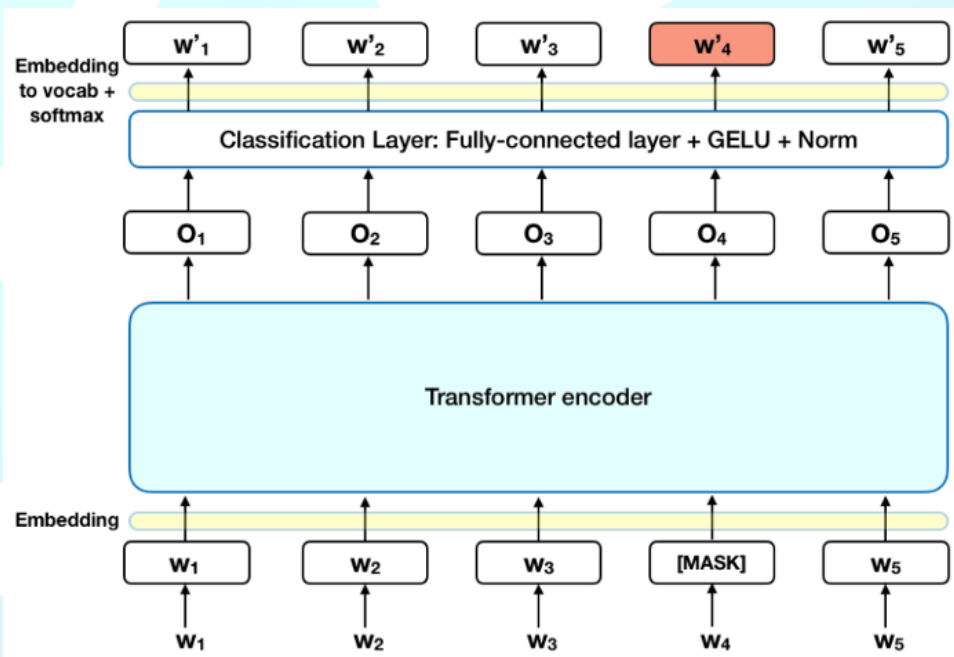 w'1 w'2 w'3 w'4 w'5
Embedding
to vocab +
softmax
Classification Layer: Fully-connected layer + GELU + Norm
O1 O2 O3 O4 O5
Transformer encoder
Embedding
W1 W2 W3 [MASK] W5
W1 W2 W3 W4 W5